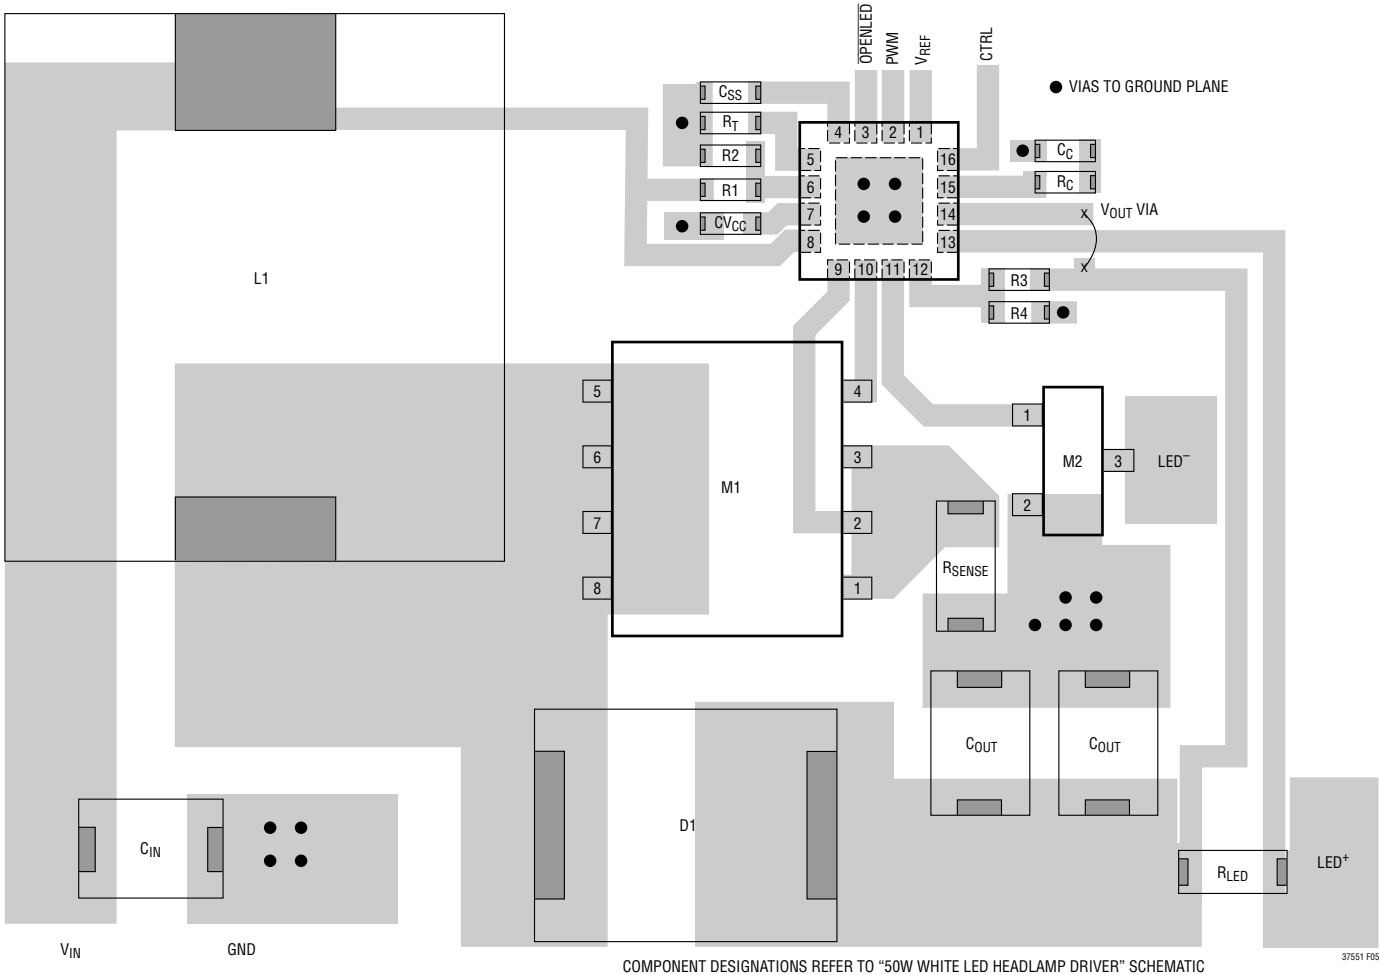 OPENLED
PWM
VREF
CTRL
VIAS TO GROUND PLANE
CSS
RT
R2
R1
CVCC
4 3 2 1
5
6
7
8
16
15
14
13
9 10 11 12
CC
RC
x VOUT VIA
x
R3
R4
L1
5
6
7
8
M1
4
3
2
1
1
2
M2
3
LED–
RSENSE
COUT
COUT
D1
CIN
RLED
LED+
VIN
GND
COMPONENT DESIGNATIONS REFER TO “50W WHITE LED HEADLAMP DRIVER” SCHEMATIC
37551 F05